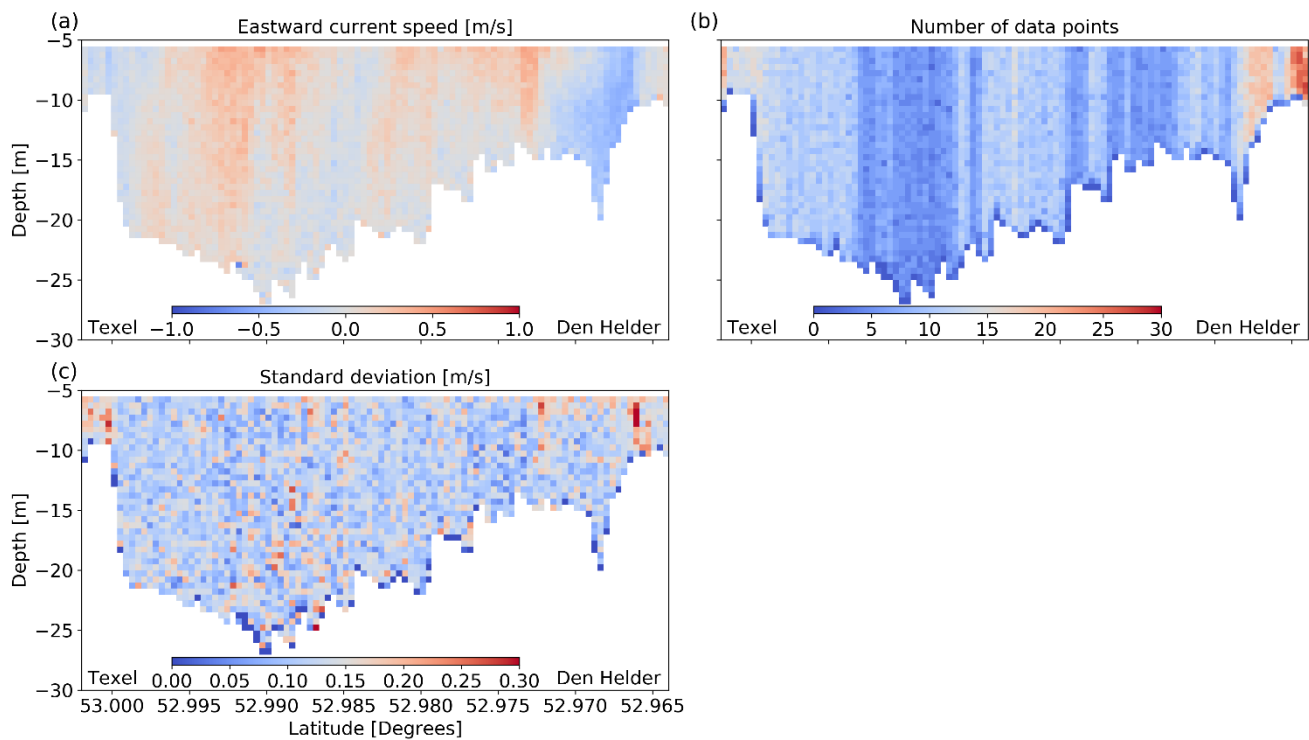 (a)
Eastward current speed [m/s]
−5
−10
−15
−20
−25
−30
Depth [m]
Texel −1.0 −0.5 0.0 0.5 1.0 Den Helder
(b)
Number of data points
Texel 0 5 10 15 20 25 30 Den Helder
(c)
Standard deviation [m/s]
−5
−10
−15
−20
−25
−30
Depth [m]
Texel 0.00 0.05 0.10 0.15 0.20 0.25 0.30 Den Helder
53.000 52.995 52.990 52.985 52.980 52.975 52.970 52.965
Latitude [Degrees]